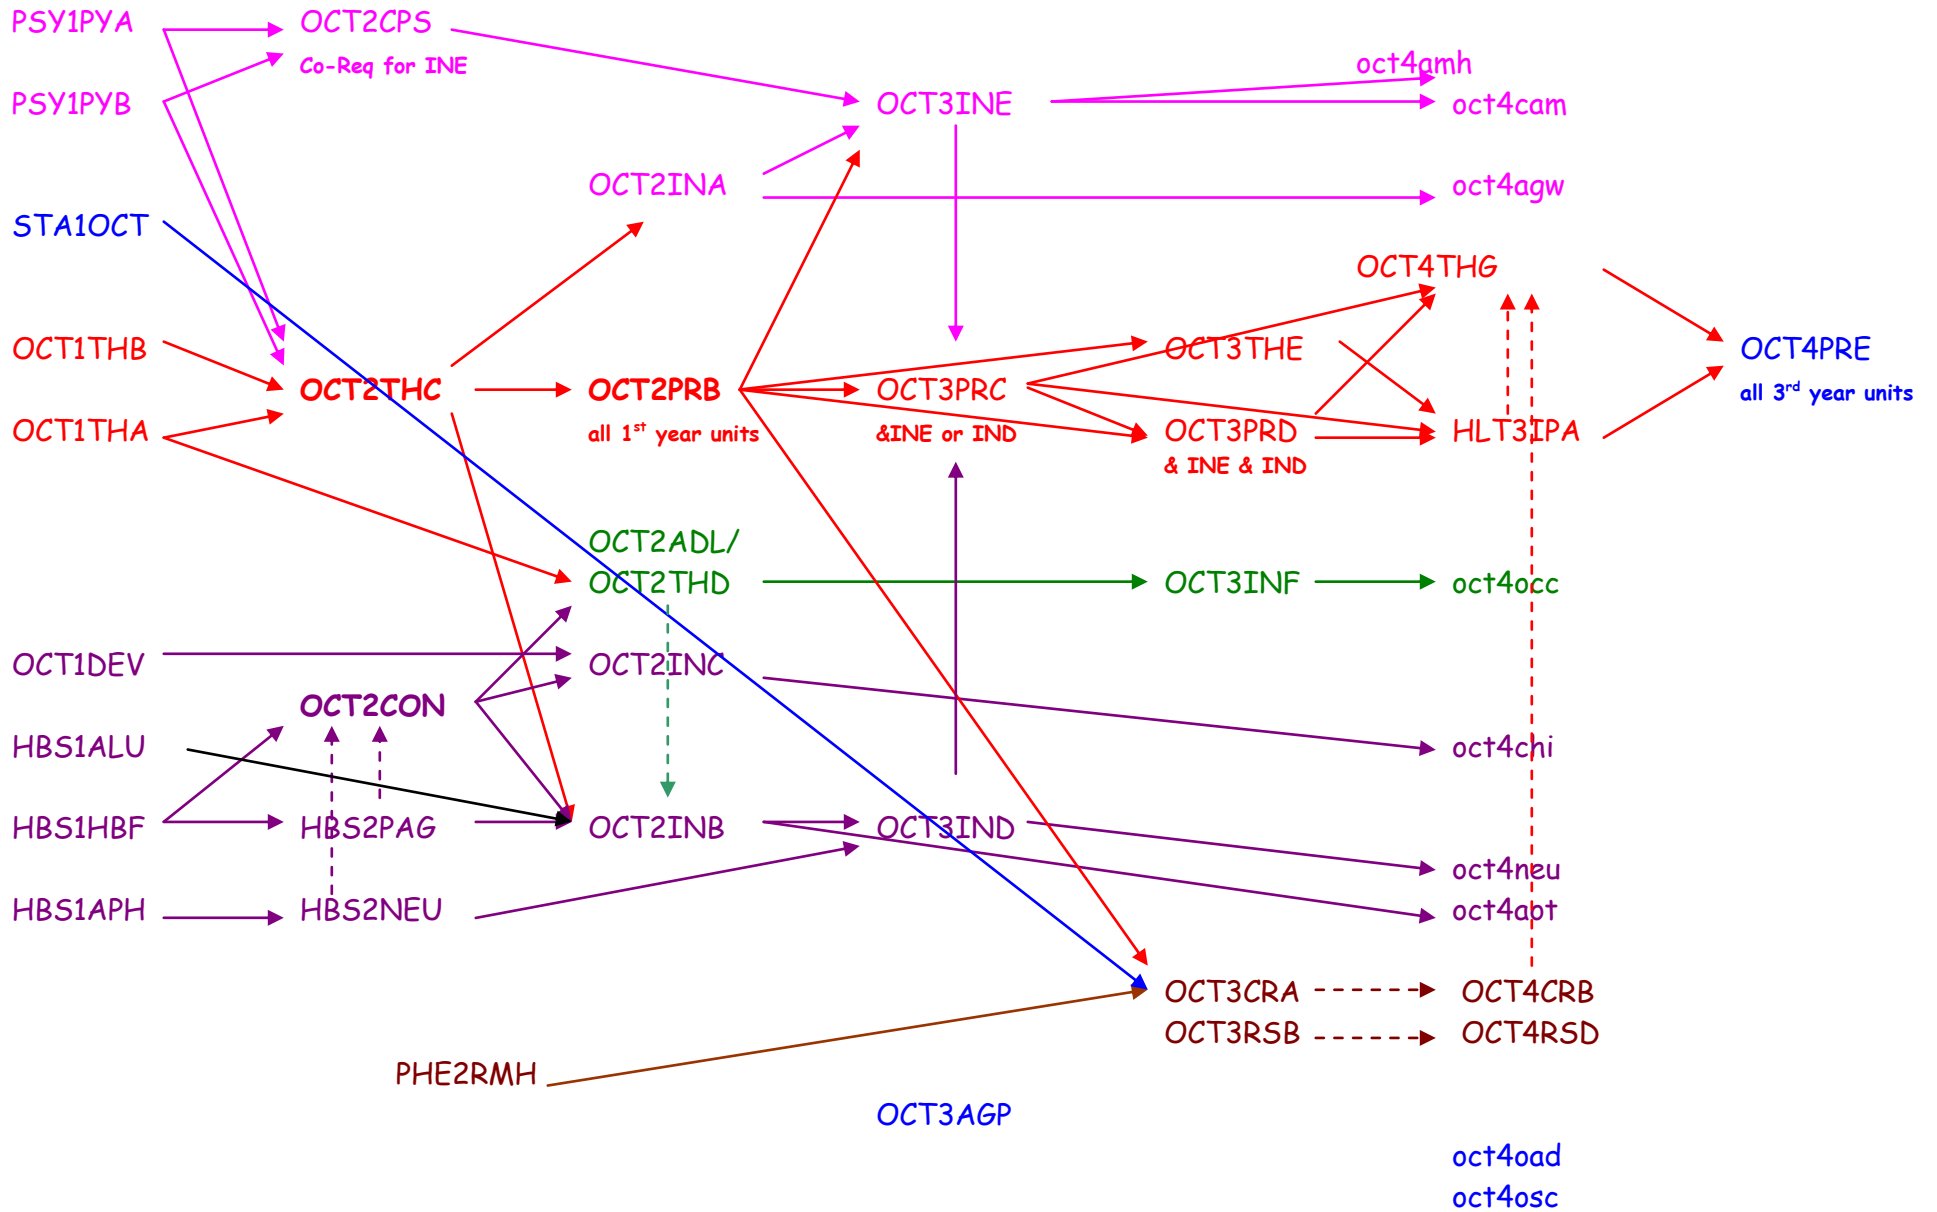 PSY1PYA
OCT2CPS
Co-Req for INE
oct4amh
PSY1PYB
OCT3INE
oct4cam
OCT2INA
oct4agw
STA1OCT
OCT4THG
OCT1THB
OCT3THE
OCT4PRE
all 3rd year units
OCT2THC
OCT2PRB
all 1st year units
OCT3PRC
&INE or IND
OCT1THA
OCT3PRD
& INE & IND
HLT3IPA
OCT2ADL/
OCT2THD
OCT3INF
oct4occ
OCT1DEV
OCT2INC
OCT2CON
HBS1ALU
oct4chi
HBS1HBF
HBS2PAG
OCT2INB
OCT3IND
oct4neu
HBS1APH
HBS2NEU
oct4aot
OCT3CRA
OCT4CRB
OCT3RSB
OCT4RSD
PHE2RMH
OCT3AGP
oct4oad
oct4osc